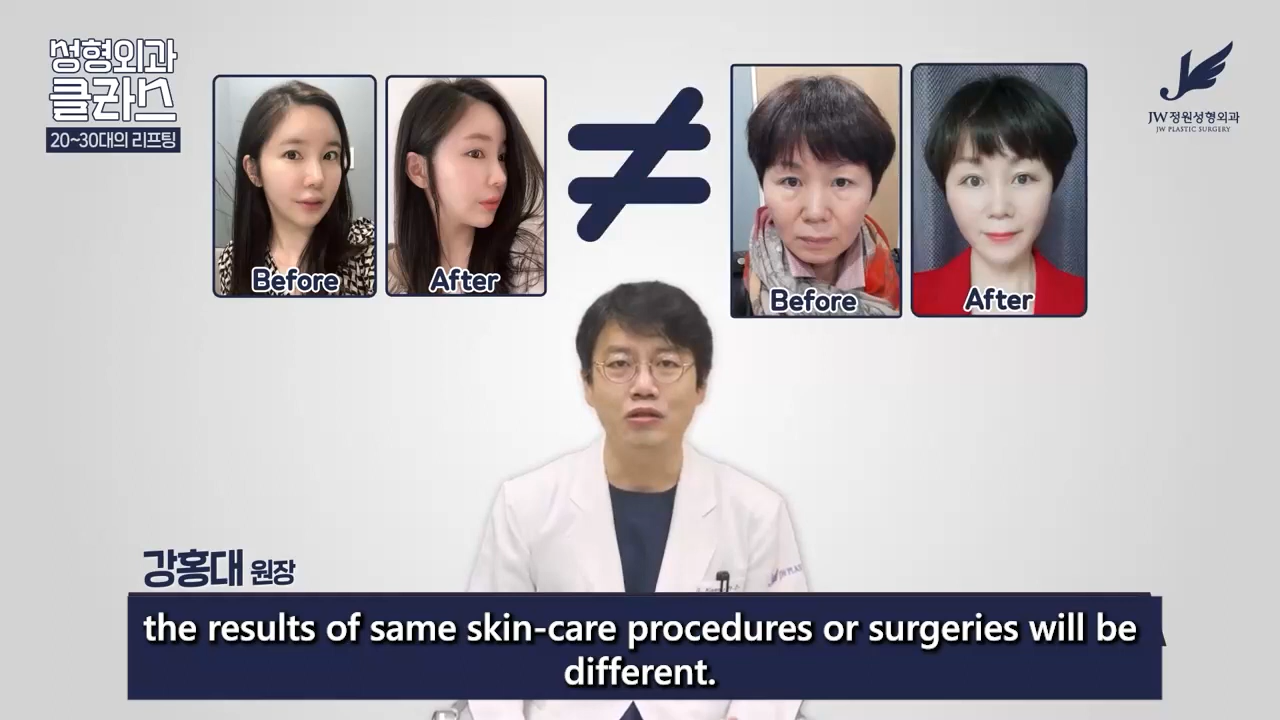 성형외과
클라스
20~30대의 리프팅
Before
After
≠
Before
After
JW정원성형외과
JW PLASTIC SURGERY
강홍대 원장
the results of same skin-care procedures or surgeries will be
different.